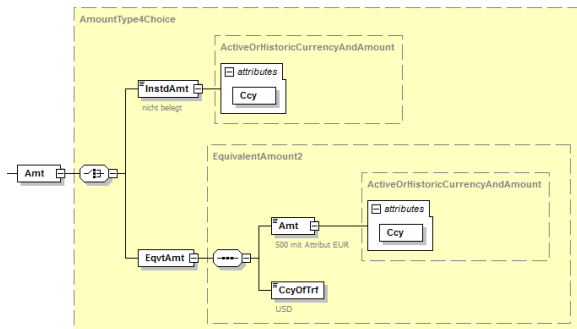 AmountType4Choice
ActiveOrHistoricCurrencyAndAmount
attributes
Ccy
InstdAmt
nicht belegt
Amt
EquivalentAmount2
ActiveOrHistoricCurrencyAndAmount
attributes
Ccy
Amt
500 mit Attribut EUR
EqvtAmt
CcyOfTrf
USD